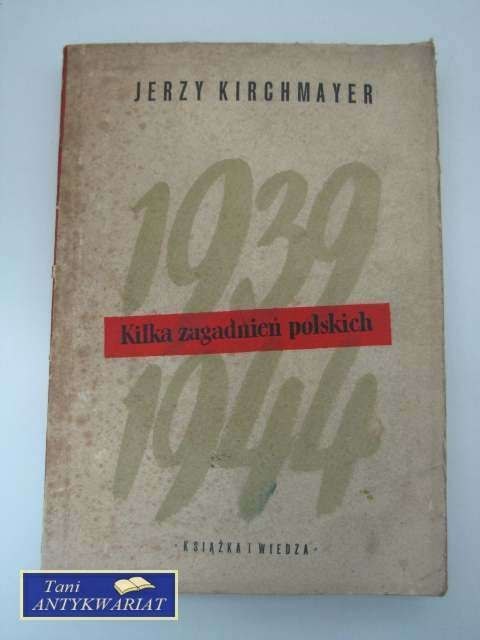 JERZY KIRCHMAYER
1939
Kilka zagadnień polskich
1944
·KSIĄŻKA I WIEDZA·
Tani
ANTYKWARIAT